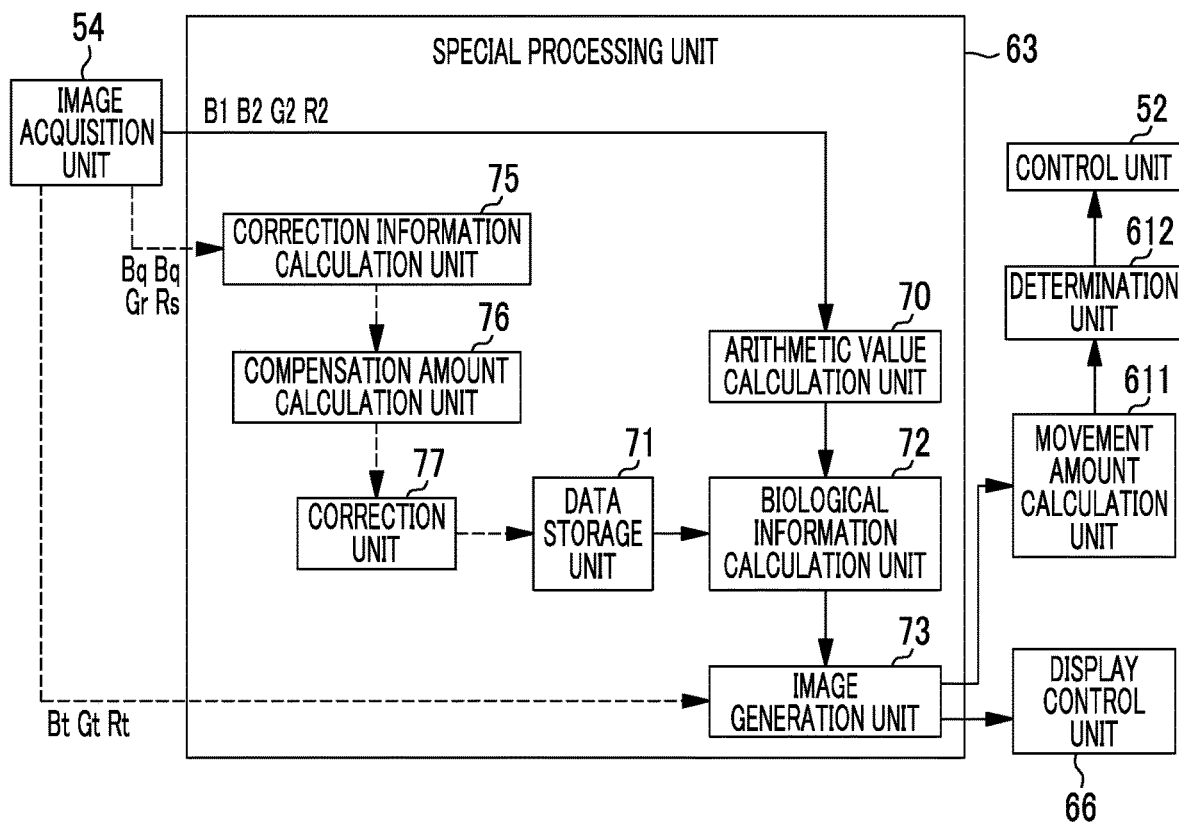 54
SPECIAL PROCESSING UNIT
63
IMAGE
ACQUISITION
UNIT
B1 B2 G2 R2
52
CONTROL UNIT
75
CORRECTION INFORMATION
CALCULATION UNIT
Bq Bq
Gr Rs
612
DETERMINATION
UNIT
76
COMPENSATION AMOUNT
CALCULATION UNIT
70
ARITHMETIC VALUE
CALCULATION UNIT
611
MOVEMENT
AMOUNT
CALCULATION
UNIT
77
CORRECTION
UNIT
71
DATA
STORAGE
UNIT
72
BIOLOGICAL
INFORMATION
CALCULATION UNIT
73
IMAGE
GENERATION UNIT
Bt Gt Rt
DISPLAY
CONTROL
UNIT
66